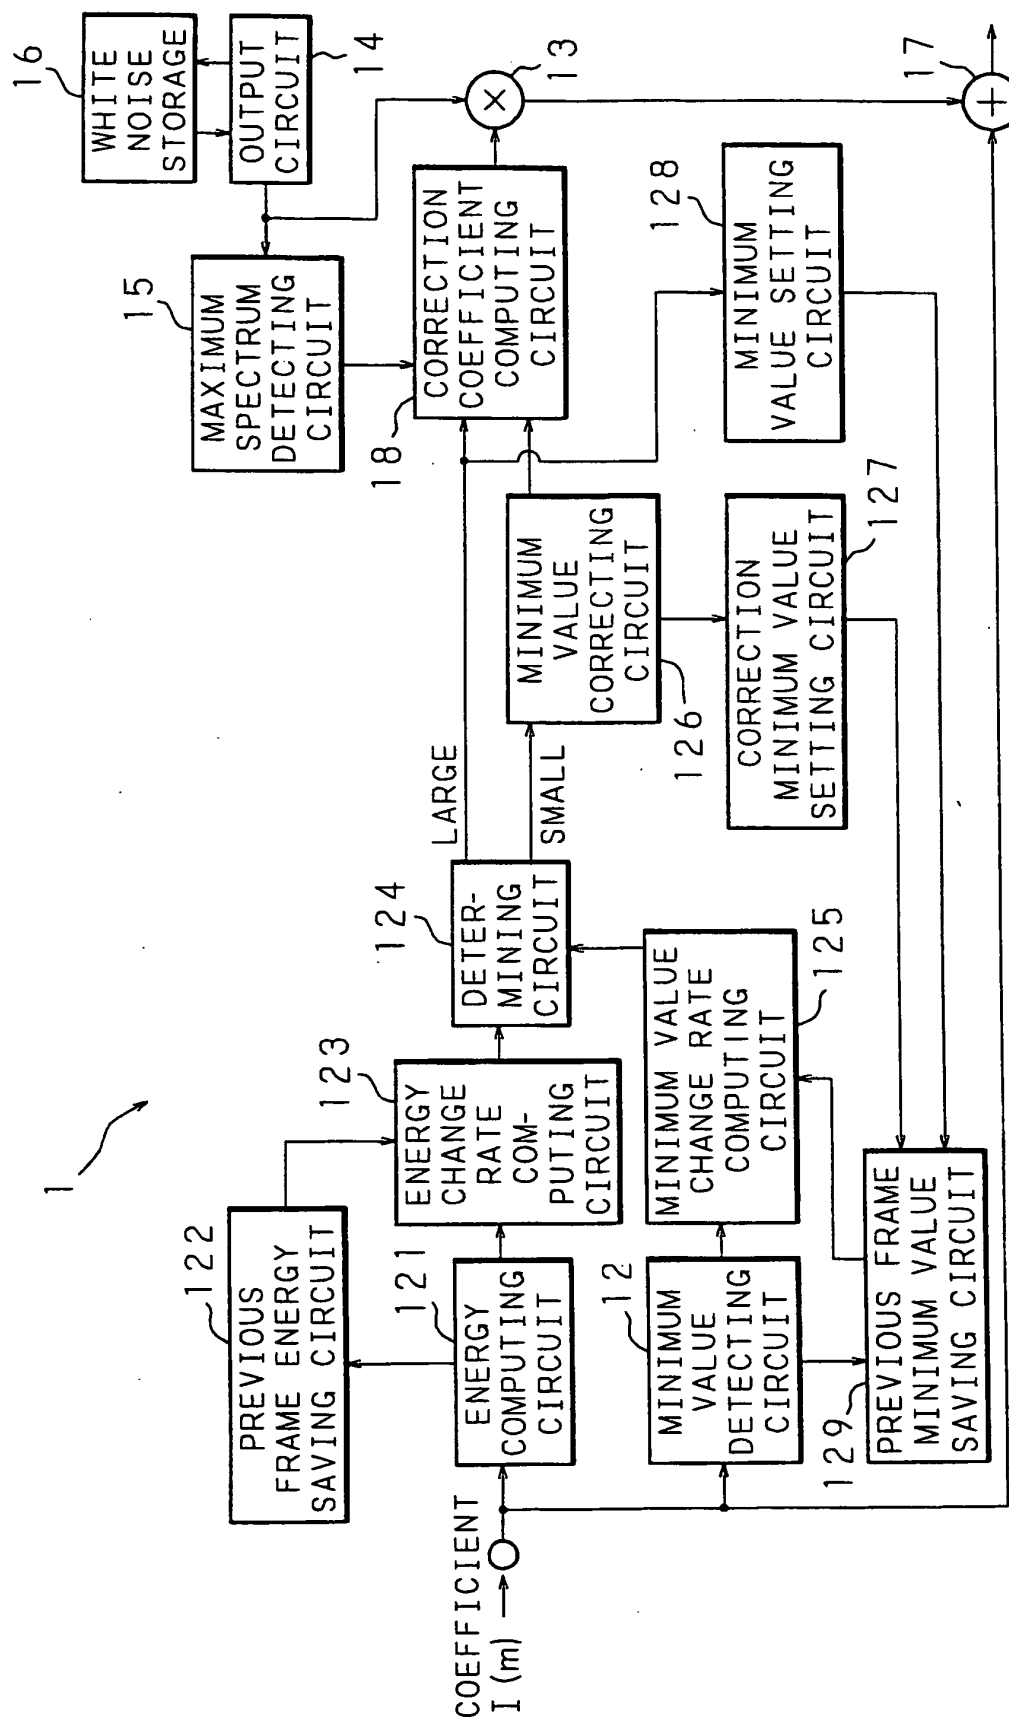 1
COEFFICIENT
I (m)
PREVIOUS
FRAME ENERGY
SAVING CIRCUIT
122
ENERGY
COMPUTING
CIRCUIT
121
ENERGY
CHANGE
RATE
COM-
PUTING
CIRCUIT
123
DETER-
MINING
CIRCUIT
124
LARGE
SMALL
MINIMUM
VALUE
DETECTING
CIRCUIT
12
MINIMUM VALUE
CHANGE RATE
COMPUTING
CIRCUIT
125
PREVIOUS FRAME
MINIMUM VALUE
SAVING CIRCUIT
129
MINIMUM
VALUE
CORRECTING
CIRCUIT
126
CORRECTION
MINIMUM VALUE
SETTING CIRCUIT
127
MINIMUM
VALUE SETTING
CIRCUIT
128
MAXIMUM
SPECTRUM
DETECTING
CIRCUIT
15
CORRECTION
COEFFICIENT
COMPUTING
CIRCUIT
18
WHITE
NOISE
STORAGE
16
OUTPUT
CIRCUIT
14
×
13
+
17